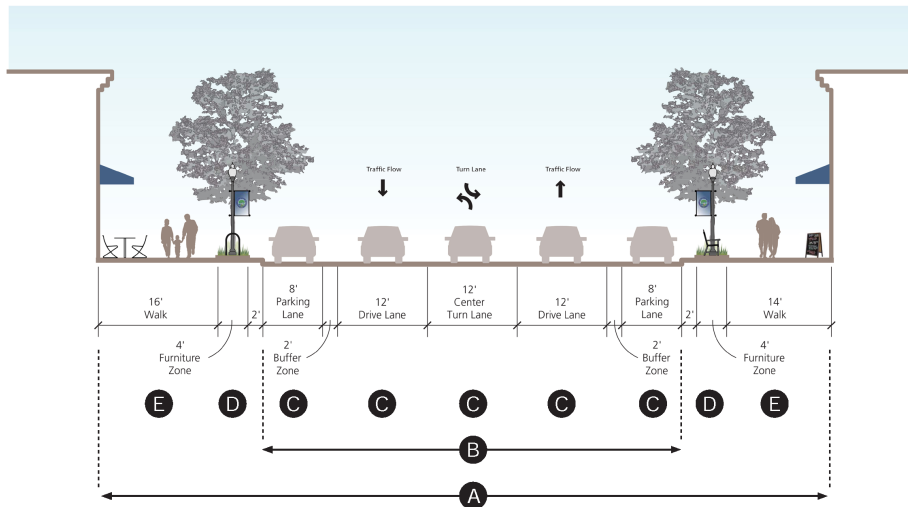 Traffic Flow
Turn Lane
Traffic Flow
16'
Walk
4'
Furniture
Zone
2'
8'
Parking
Lane
2'
Buffer
Zone
12'
Drive Lane
12'
Center
Turn Lane
12'
Drive Lane
2'
Buffer
Zone
8'
Parking
Lane
2'
4'
Furniture
Zone
14'
Walk
E
D
C
C
C
C
C
D
E
B
A